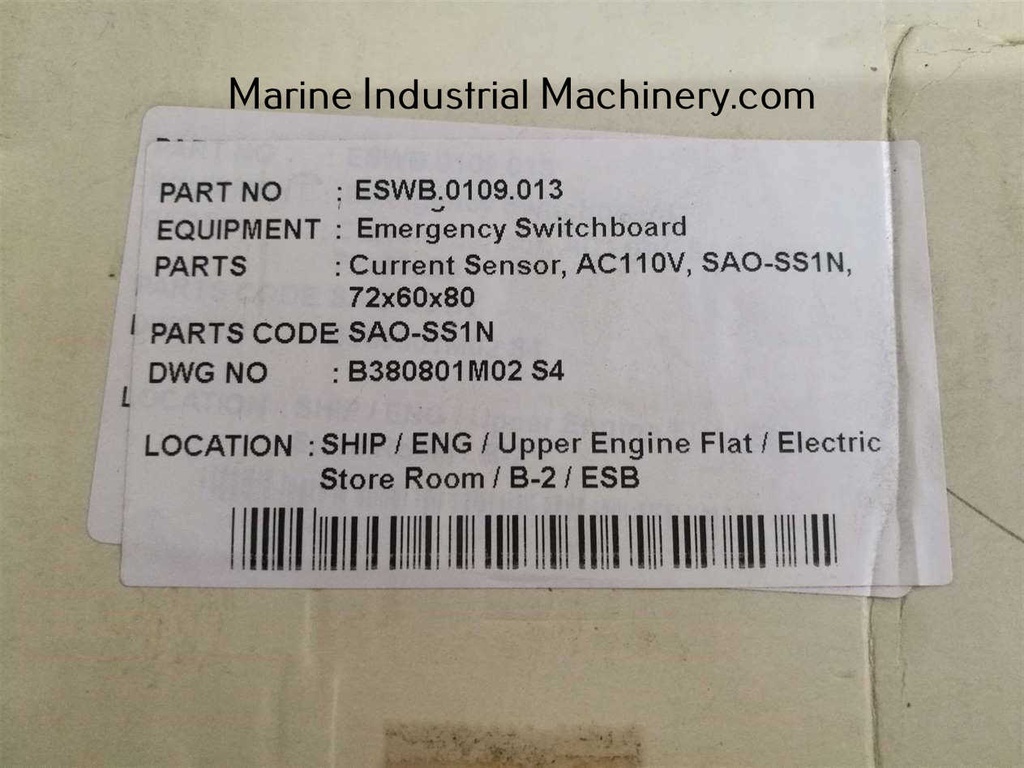 Marine Industrial Machinery.com
PART NO : ESWB.0109.013
EQUIPMENT : Emergency Switchboard
PARTS : Current Sensor, AC110V, SAO-SS1N,
72x60x80
PARTS CODE: SAO-SS1N
DWG NO : B380801M02 S4
LOCATION : SHIP / ENG / Upper Engine Flat / Electric
Store Room / B-2 / ESB